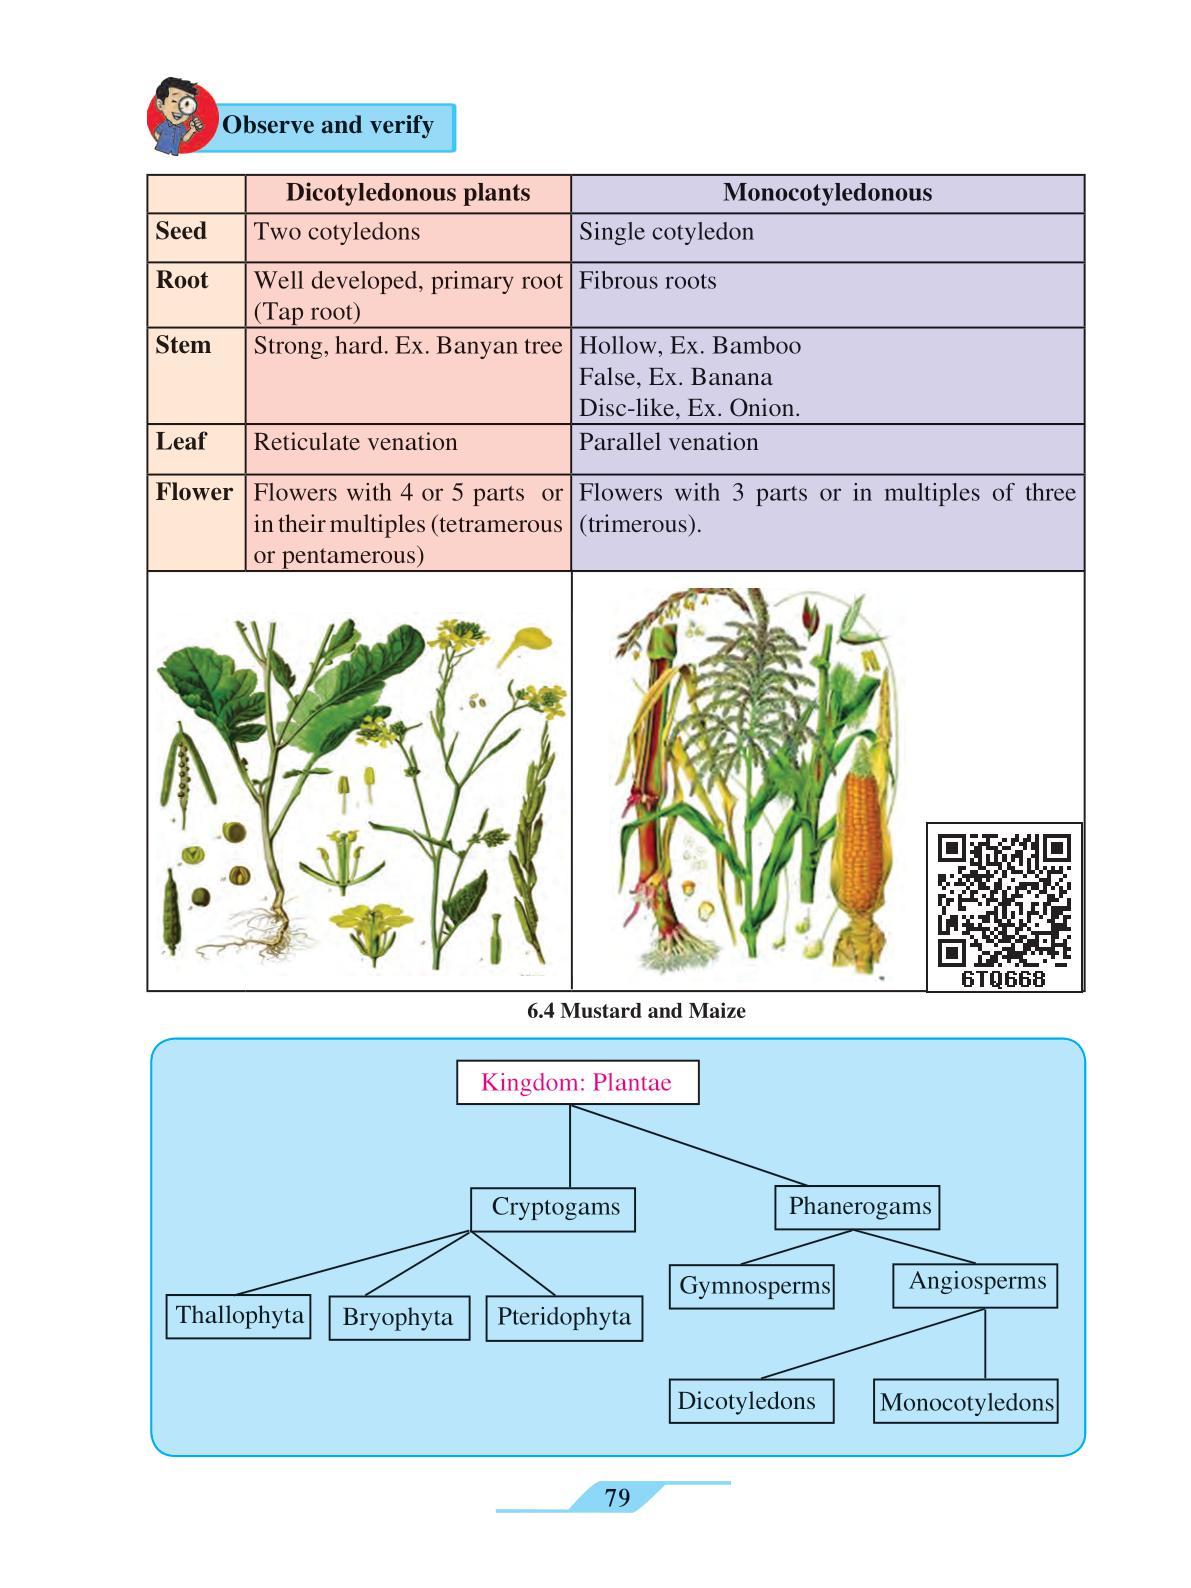 Observe and verify
Dicotyledonous plants
Monocotyledonous
Seed
Two cotyledons
Single cotyledon
Root
Well developed, primary root
(Tap root)
Fibrous roots
Stem
Strong, hard. Ex. Banyan tree
Hollow, Ex. Bamboo
False, Ex. Banana
Disc-like, Ex. Onion.
Leaf
Reticulate venation
Parallel venation
Flower
Flowers with 4 or 5 parts or
in their multiples (tetramerous
or pentamerous)
Flowers with 3 parts or in multiples of three
(trimerous).
6TQ668
6.4 Mustard and Maize
Kingdom: Plantae
Cryptogams
Phanerogams
Thallophyta
Bryophyta
Pteridophyta
Gymnosperms
Angiosperms
Dicotyledons
Monocotyledons
79